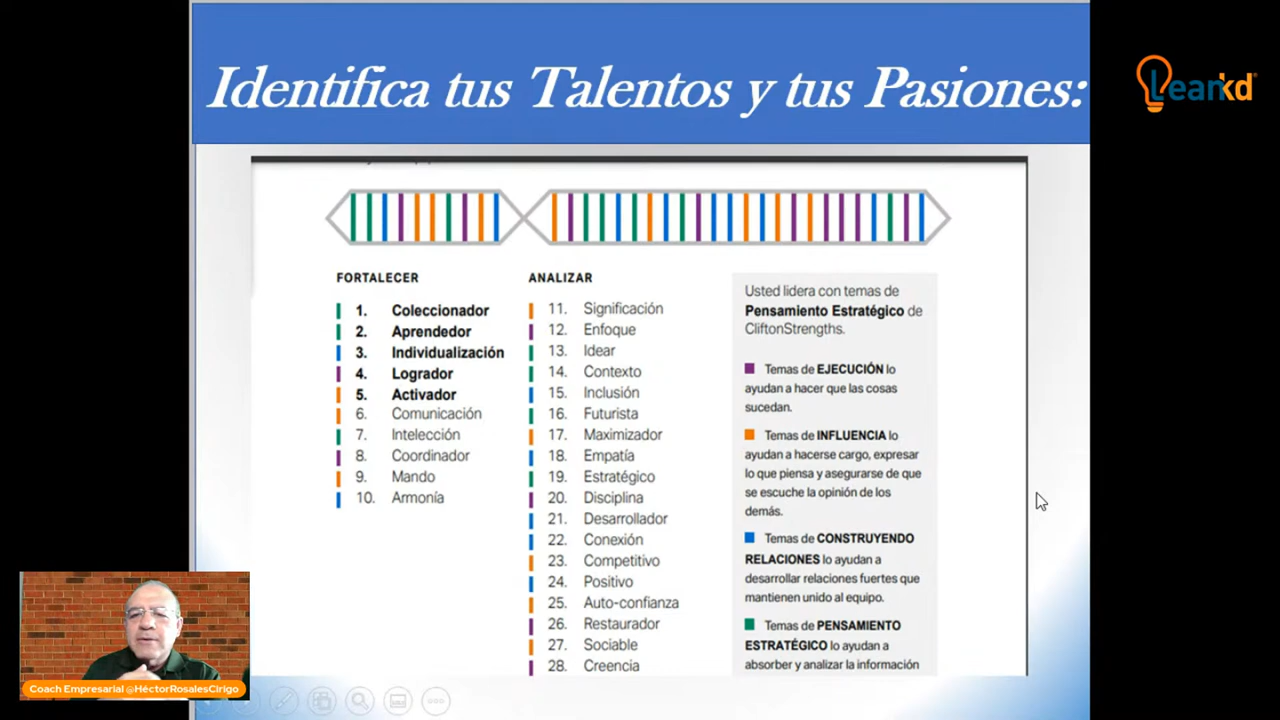 Identifica tus Talentos y tus Pasiones:
Leankd
FORTALECER
1. Coleccionador
2. Aprendedor
3. Individualización
4. Logrador
5. Activador
6. Comunicación
7. Intelección
8. Coordinador
9. Mando
10. Armonía
ANALIZAR
11. Significación
12. Enfoque
13. Idear
14. Contexto
15. Inclusión
16. Futurista
17. Maximizador
18. Empatía
19. Estratégico
20. Disciplina
21. Desarrollador
22. Conexión
23. Competitivo
24. Positivo
25. Auto-confianza
26. Restaurador
27. Sociable
28. Creencia
Usted lidera con temas de
Pensamiento Estratégico de
CliftonStrengths.
Temas de EJECUCIÓN lo
ayudan a hacer que las cosas
sucedan.
Temas de INFLUENCIA lo
ayudan a hacerse cargo, expresar
lo que piensa y asegurarse de que
se escuche la opinión de los
demás.
Temas de CONSTRUYENDO
RELACIONES lo ayudan a
desarrollar relaciones fuertes que
mantienen unido al equipo.
Temas de PENSAMIENTO
ESTRATÉGICO lo ayudan a
absorber y analizar la información
Coach Empresarial @HéctorRosalesCirigo